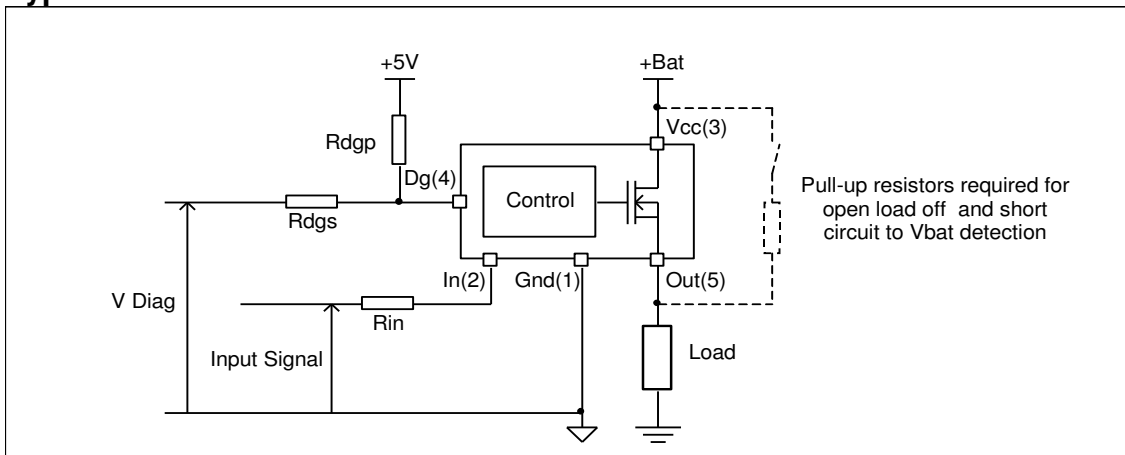 +5V
+Bat
Rdgp
Vcc(3)
Dg(4)
Control
Rdgs
Pull-up resistors required for
open load off and short
circuit to Vbat detection
In(2)
Gnd(1)
Out(5)
V Diag
Rin
Input Signal
Load